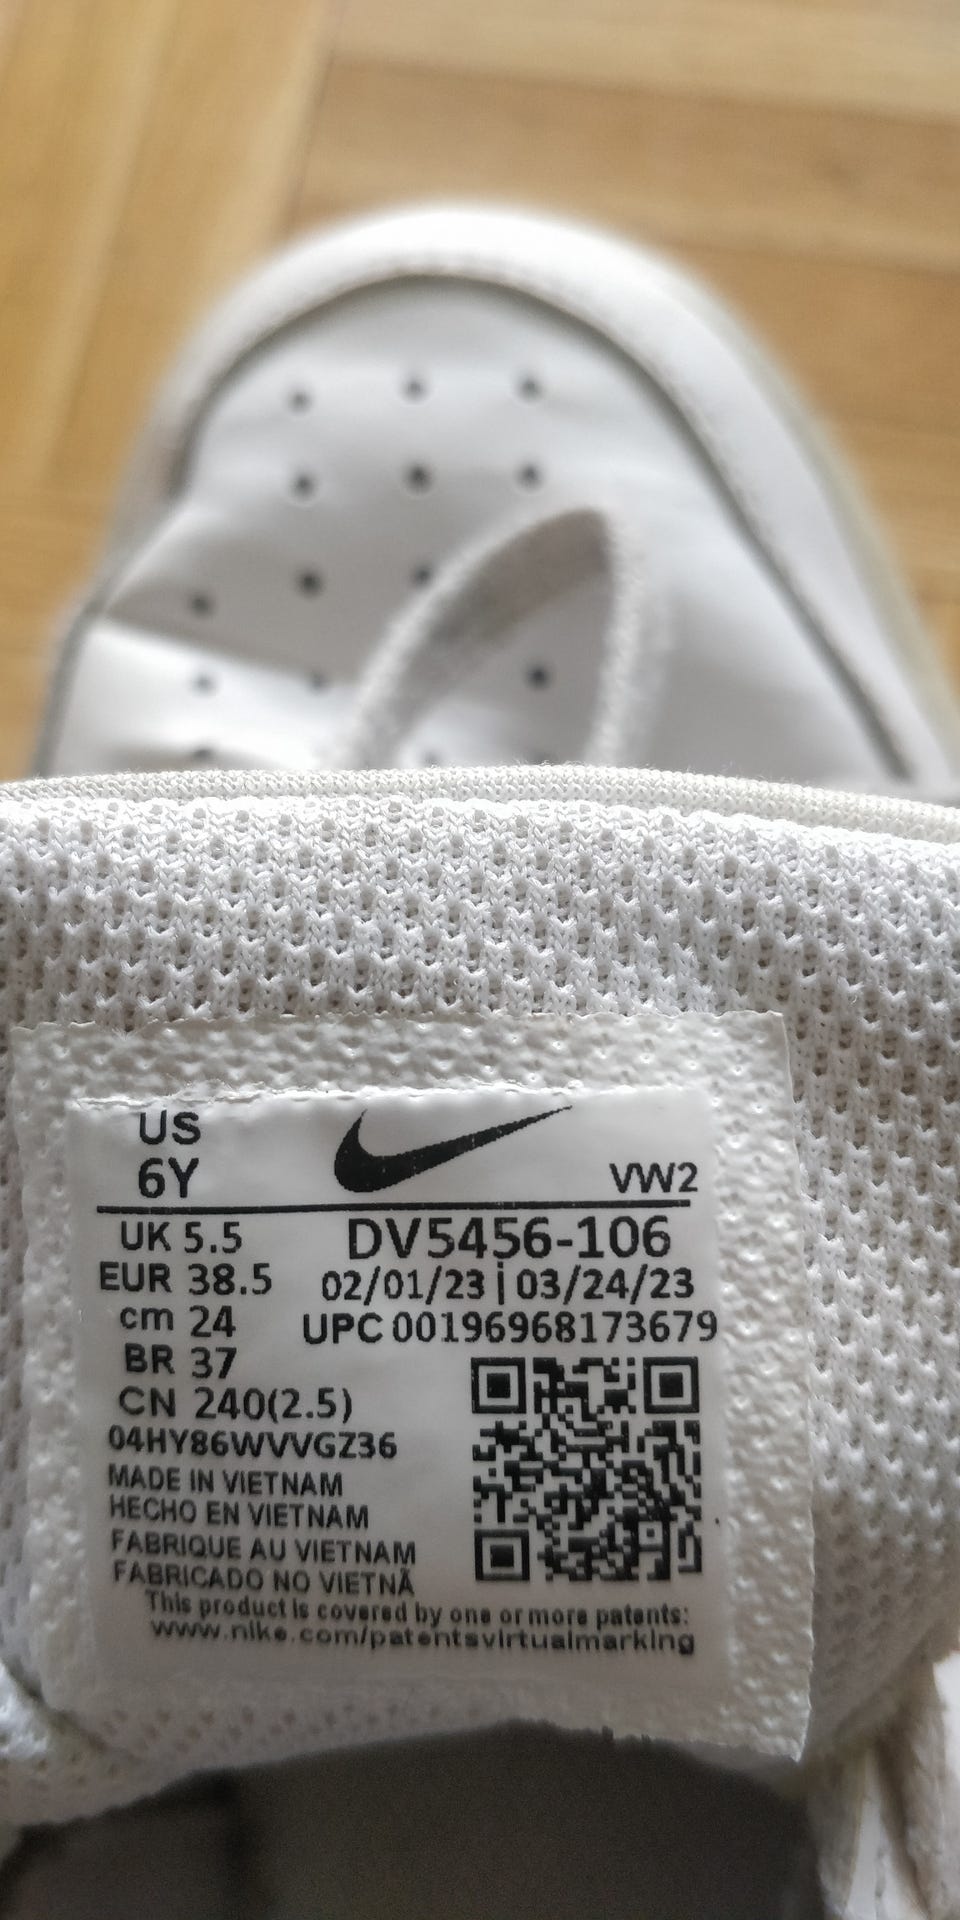 US
6Y
VW2
UK 5.5
DV5456-106
EUR 38.5
02/01/23 | 03/24/23
cm 24
UPC 00196968173679
BR 37
CN 240(2.5)
04HY86WVVGZ36
MADE IN VIETNAM
HECHO EN VIETNAM
FABRIQUE AU VIETNAM
FABRICADO NO VIETNÃ
This product is covered by one or more patents:
www.nike.com/patentsvirtualmarking